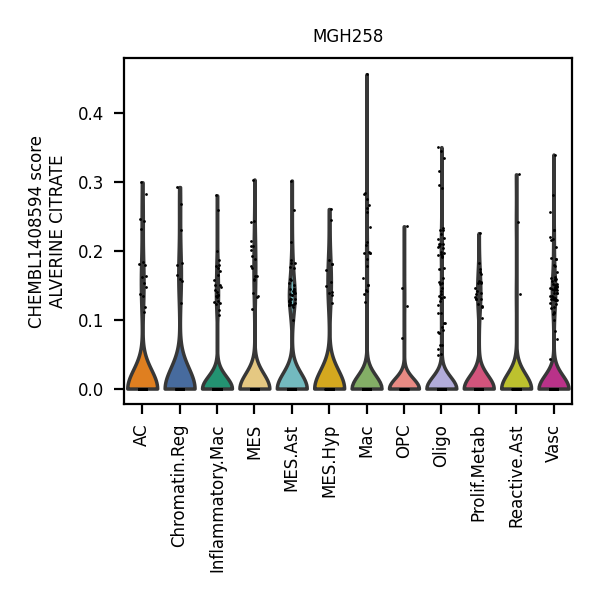 MGH258
CHEMBL1408594 score
ALVERINE CITRATE
0.4
0.3
0.2
0.1
0.0
AC
Chromatin.Reg
Inflammatory.Mac
MES
MES.Ast
MES.Hyp
Mac
OPC
Oligo
Prolif.Metab
Reactive.Ast
Vasc